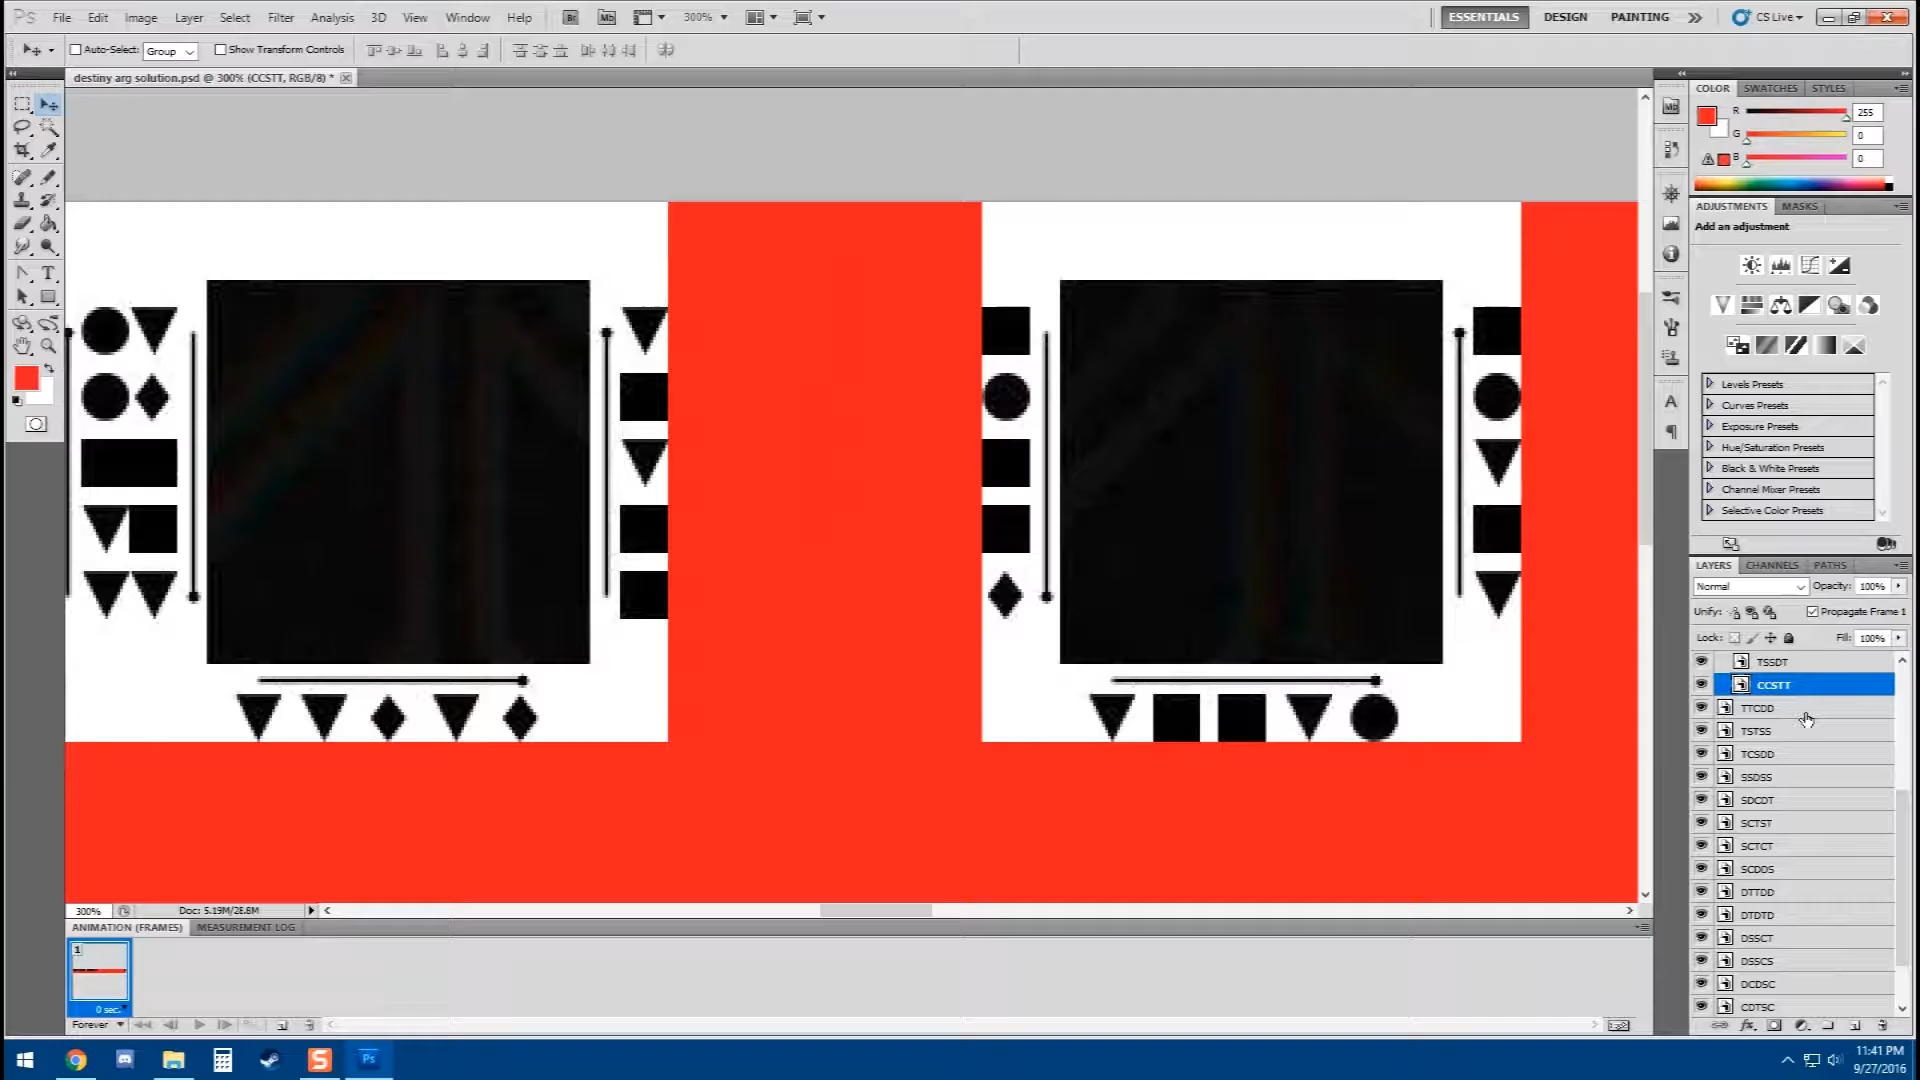 Ps File Edit Image Layer Select Filter Analysis 3D View Window Help Br Mb 300% ESSENTIALS DESIGN PAINTING CS Live
Auto-Select: Group Show Transform Controls
destiny arg solution.psd @ 300% (CCSTT, RGB/8) *
COLOR SWATCHES STYLES
R 255
G 0
B 0
ADJUSTMENTS MASKS
Add an adjustment
Levels Presets
Curves Presets
Exposure Presets
Hue/Saturation Presets
Black & White Presets
Channel Mixer Presets
Selective Color Presets
LAYERS CHANNELS PATHS
Normal Opacity: 100%
Unify: Propagate Frame 1
Lock: Fill: 100%
TSSDT
CCSTT
TTCDD
TSTSS
TCSDD
SSDSS
SDCDT
SCTST
SCTCT
SCDDS
DTTDD
DTDTD
DSSCT
DSSCS
DCDSC
CDTSC
300% Doc: 5.19M/28.8M
ANIMATION (FRAMES) MEASUREMENT LOG
1
0 sec.
Forever
Ps
11:41 PM
9/27/2016